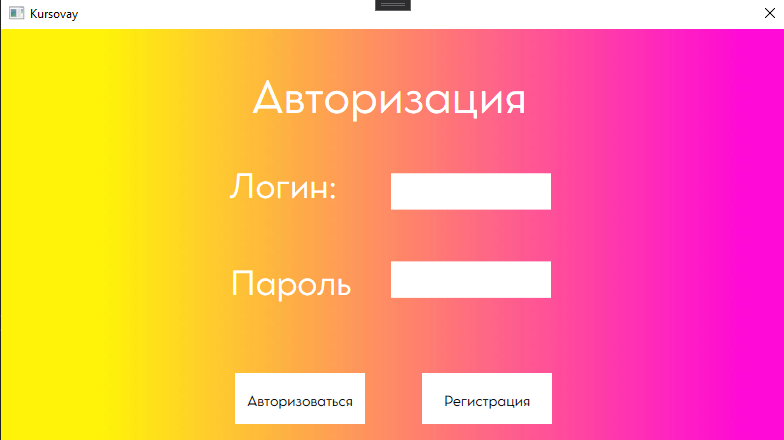 Kursovay
Авторизация
Логин:
Пароль
Авторизоваться
Регистрация